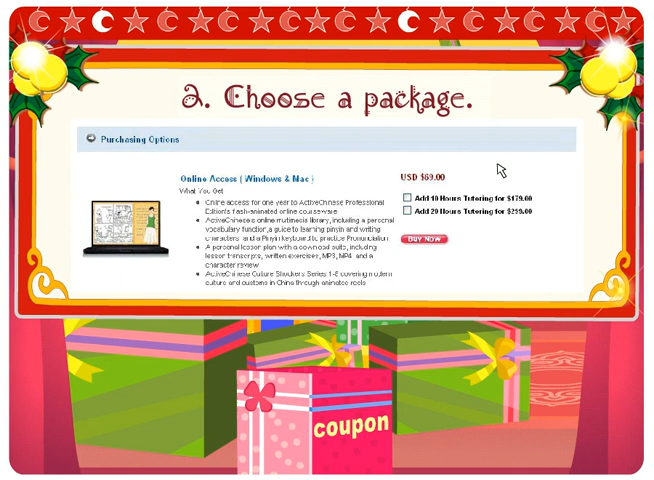 2. Choose a package.
Purchasing Options
Online Access ( Windows & Mac )
USD $69.00
What You Get
Online access for one year to ActiveChinese Professional
Edition's flash-animated online courseware
ActiveChinese's online multimedia library, including a personal
vocabulary function,a guide to learning pinyin and writing
characters and a Pinyin keyboard to practice Pronunciation
A personal lesson plan with a download suite, including
lesson transcripts, written exercises, MP3, MP4 and a
character review
ActiveChinese Culture Shockers Series 1-8 covering modern
culture and customs in China through animated reels
Add 10 Hours Tutoring for $179.00
Add 20 Hours Tutoring for $299.00
BUY NOW
coupon